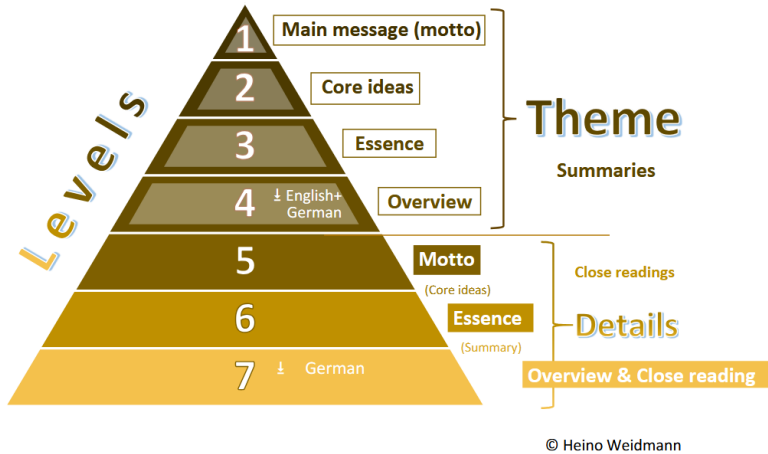 Levels
1
Main message (motto)
2
Core ideas
3
Essence
4
English+
German
Overview
Theme
Summaries
5
Motto
(Core ideas)
6
Essence
(Summary)
7
German
Overview & Close reading
Close readings
Details
© Heino Weidmann